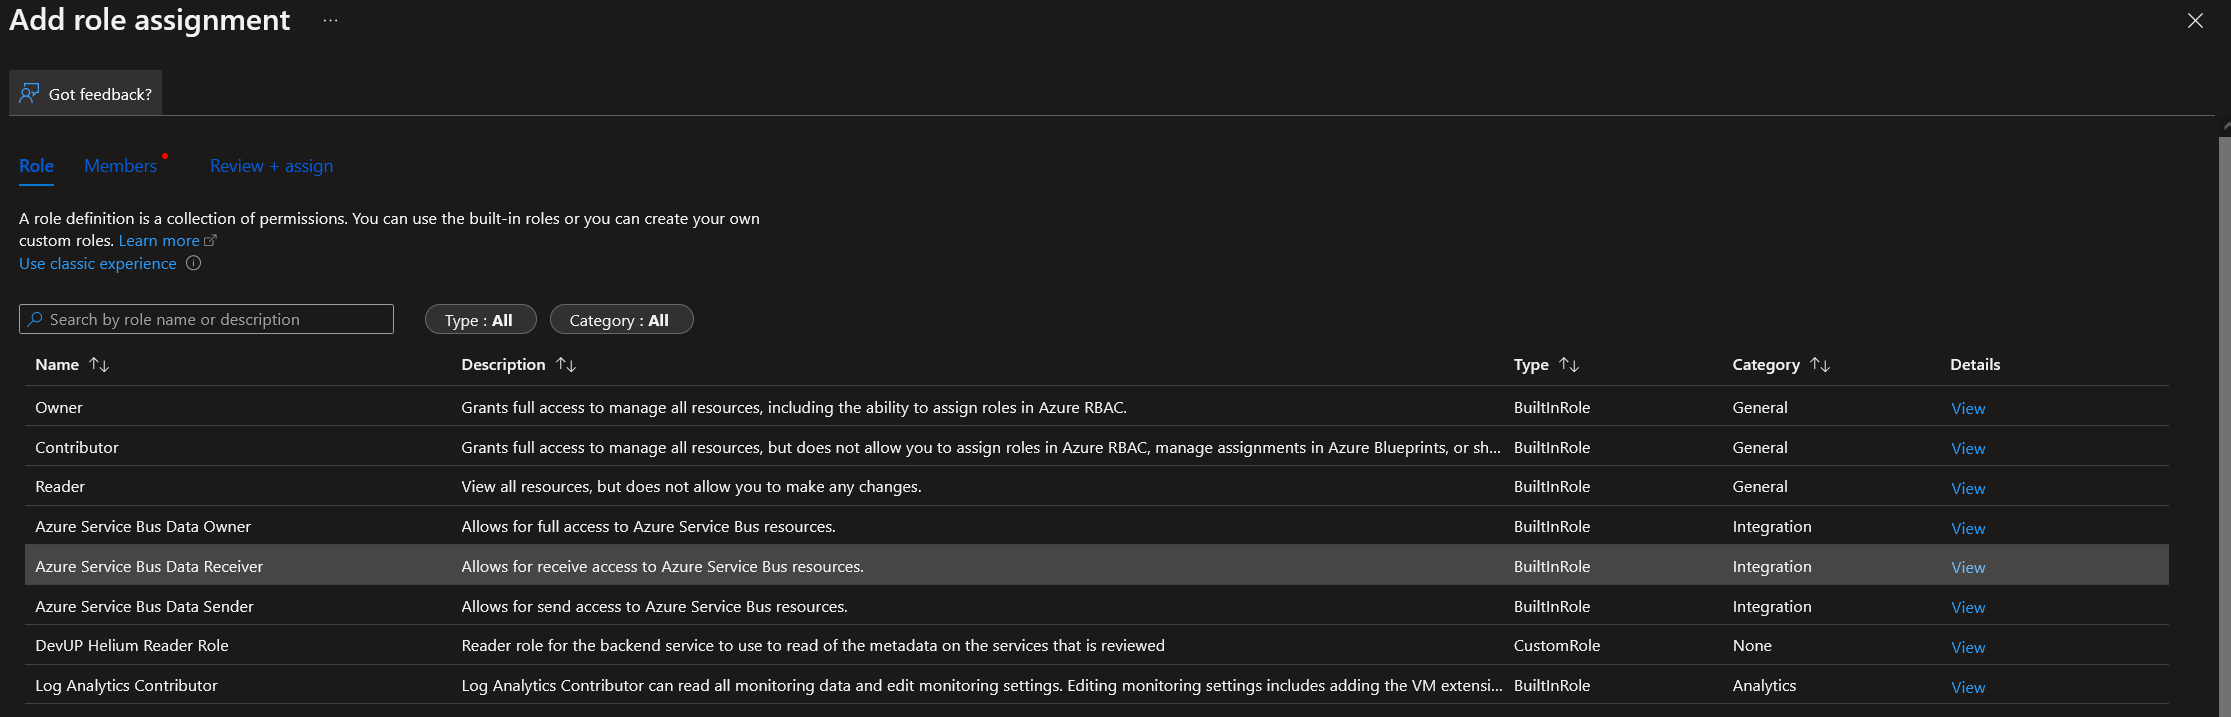 Add role assignment ...
Got feedback?
Role Members Review + assign
A role definition is a collection of permissions. You can use the built-in roles or you can create your own
custom roles. Learn more
Use classic experience
Search by role name or description Type : All Category : All
Name Description Type Category Details
Owner Grants full access to manage all resources, including the ability to assign roles in Azure RBAC. BuiltInRole General View
Contributor Grants full access to manage all resources, but does not allow you to assign roles in Azure RBAC, manage assignments in Azure Blueprints, or sh... BuiltInRole General View
Reader View all resources, but does not allow you to make any changes. BuiltInRole General View
Azure Service Bus Data Owner Allows for full access to Azure Service Bus resources. BuiltInRole Integration View
Azure Service Bus Data Receiver Allows for receive access to Azure Service Bus resources. BuiltInRole Integration View
Azure Service Bus Data Sender Allows for send access to Azure Service Bus resources. BuiltInRole Integration View
DevUP Helium Reader Role Reader role for the backend service to use to read of the metadata on the services that is reviewed CustomRole None View
Log Analytics Contributor Log Analytics Contributor can read all monitoring data and edit monitoring settings. Editing monitoring settings includes adding the VM extensi... BuiltInRole Analytics View